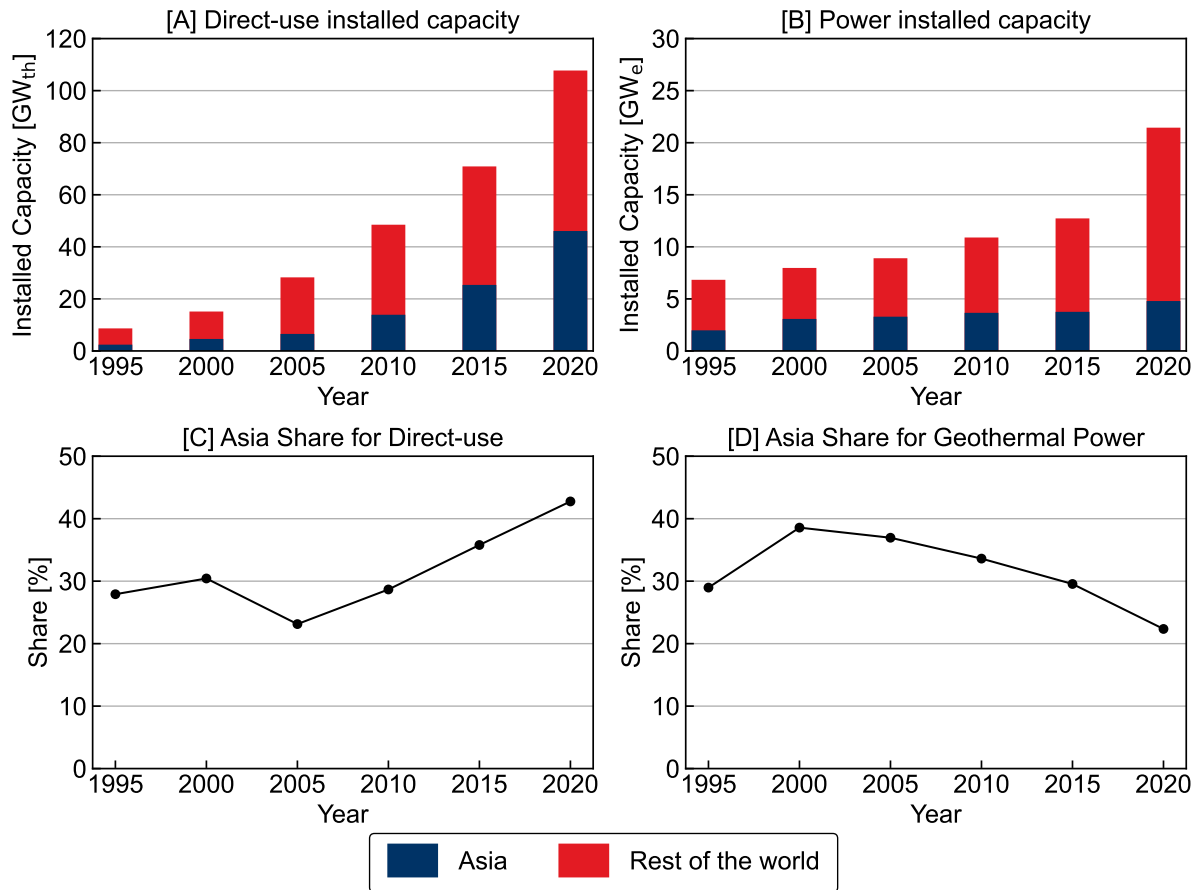 [A] Direct-use installed capacity
Installed Capacity [GWth]
120
100
80
60
40
20
0
1995 2000 2005 2010 2015 2020
Year
[B] Power installed capacity
Installed Capacity [GWe]
30
25
20
15
10
5
0
1995 2000 2005 2010 2015 2020
Year
[C] Asia Share for Direct-use
Share [%]
50
40
30
20
10
0
1995 2000 2005 2010 2015 2020
Year
[D] Asia Share for Geothermal Power
Share [%]
50
40
30
20
10
0
1995 2000 2005 2010 2015 2020
Year
Asia
Rest of the world